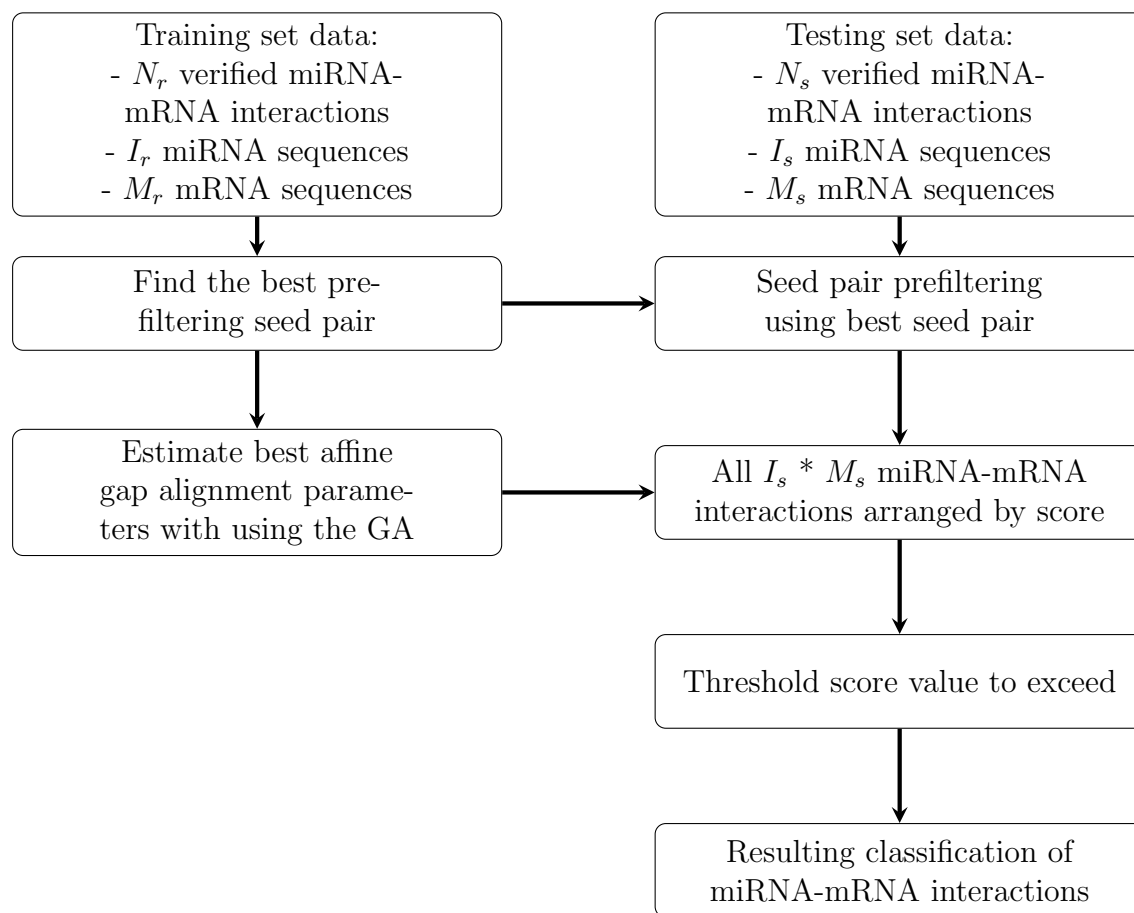 Training set data:
- N_r verified miRNA-
mRNA interactions
- I_r miRNA sequences
- M_r mRNA sequences
Testing set data:
- N_s verified miRNA-
mRNA interactions
- I_s miRNA sequences
- M_s mRNA sequences
Find the best pre-
filtering seed pair
Seed pair prefiltering
using best seed pair
Estimate best affine
gap alignment parame-
ters with using the GA
All I_s * M_s miRNA-mRNA
interactions arranged by score
Threshold score value to exceed
Resulting classification of
miRNA-mRNA interactions